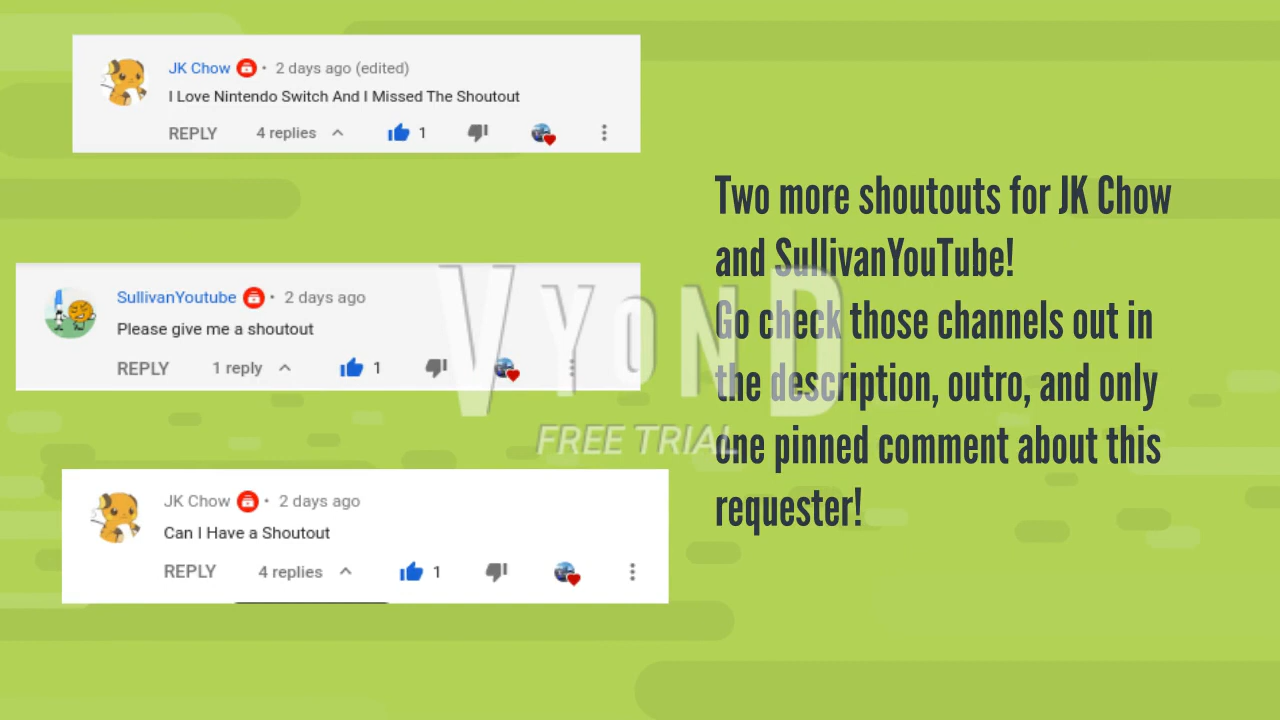 JK Chow • 2 days ago (edited)
I Love Nintendo Switch And I Missed The Shoutout
REPLY 4 replies 1
SullivanYoutube • 2 days ago
Please give me a shoutout
REPLY 1 reply 1
JK Chow • 2 days ago
Can I Have a Shoutout
REPLY 4 replies 1
Two more shoutouts for JK Chow
and SullivanYouTube!
Go check those channels out in
the description, outro, and only
one pinned comment about this
requester!
VYOND
FREE TRIAL